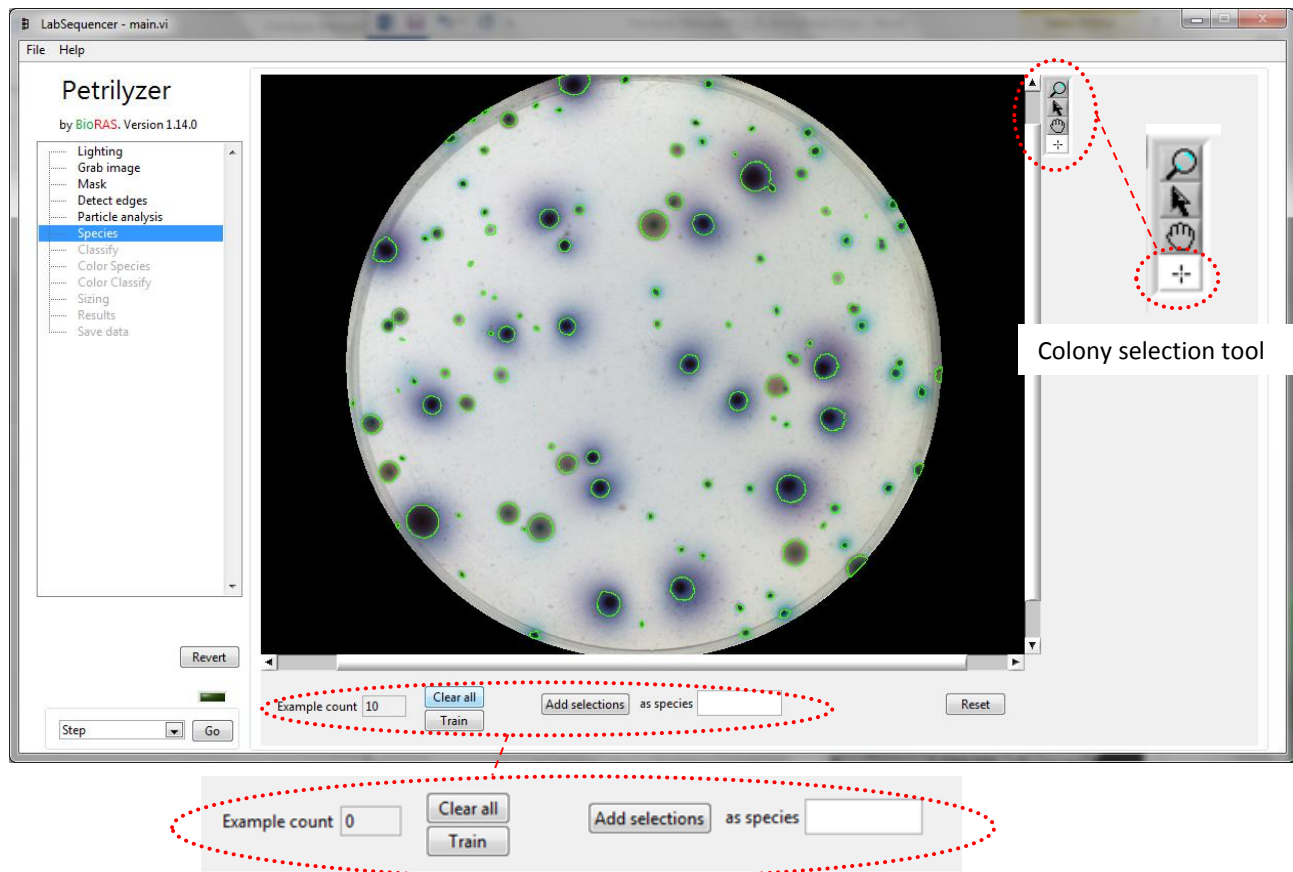 LabSequencer - main.vi
File Help
Petrilyzer
by BioRAS. Version 1.14.0
Lighting
Grab image
Mask
Detect edges
Particle analysis
Species
Classify
Color Species
Color Classify
Sizing
Results
Save data
Colony selection tool
Revert
Step Go
Example count 10 Clear all Add selections as species Reset
Train
Example count 0 Clear all Add selections as species
Train